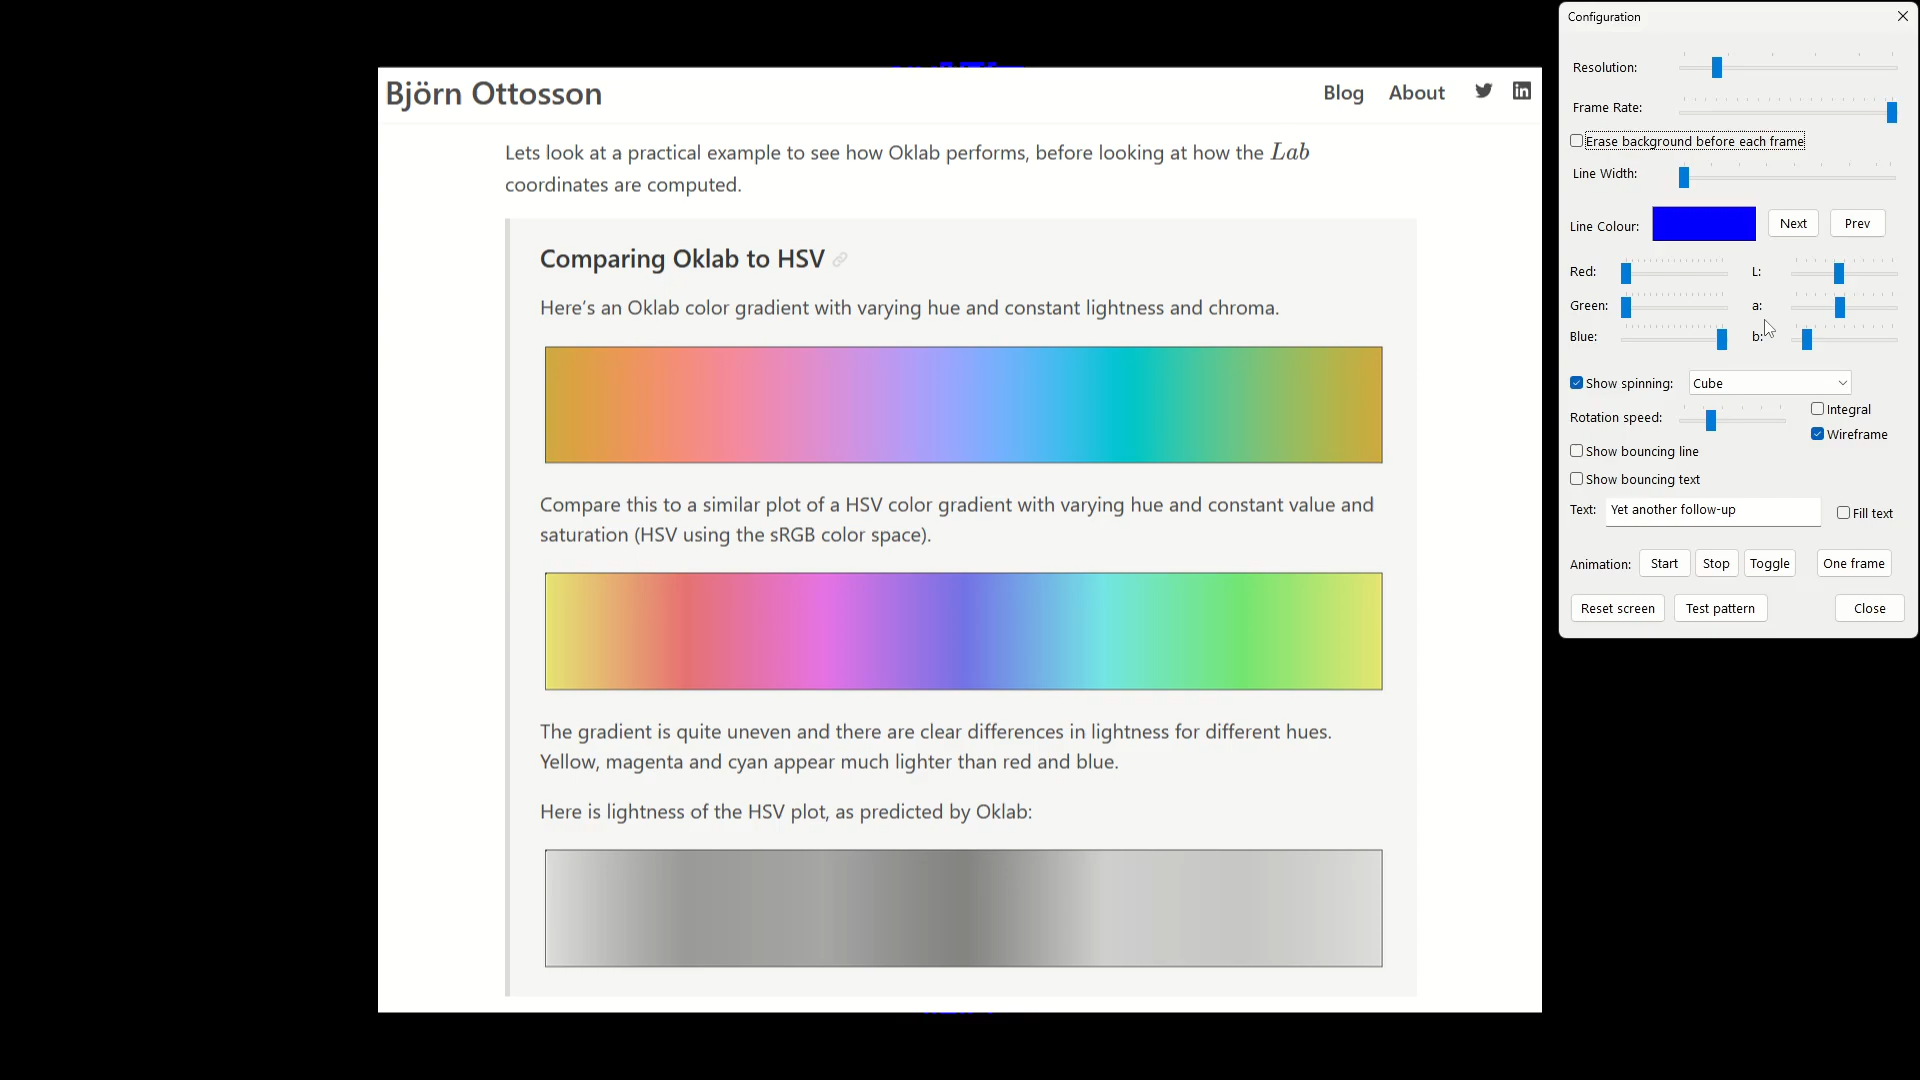 Björn Ottosson
Blog
About
Lets look at a practical example to see how Oklab performs, before looking at how the Lab
coordinates are computed.
Comparing Oklab to HSV
Here’s an Oklab color gradient with varying hue and constant lightness and chroma.
Compare this to a similar plot of a HSV color gradient with varying hue and constant value and
saturation (HSV using the sRGB color space).
The gradient is quite uneven and there are clear differences in lightness for different hues.
Yellow, magenta and cyan appear much lighter than red and blue.
Here is lightness of the HSV plot, as predicted by Oklab:
Configuration
Resolution:
Frame Rate:
Erase background before each frame
Line Width:
Line Colour:
Next
Prev
Red:
L:
Green:
a:
Blue:
b:
Show spinning:
Cube
Rotation speed:
Integral
Wireframe
Show bouncing line
Show bouncing text
Text:
Yet another follow-up
Fill text
Animation:
Start
Stop
Toggle
One frame
Reset screen
Test pattern
Close